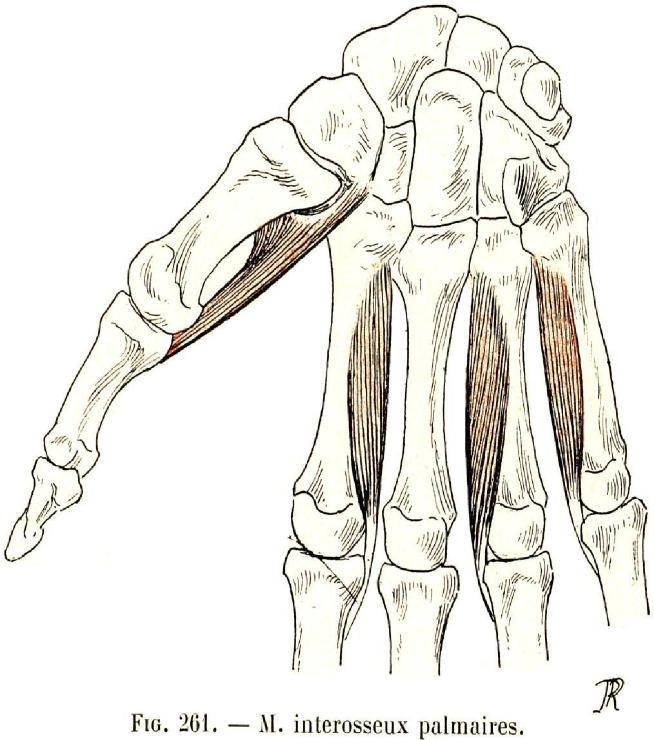 FIG. 261. — M. interosseux palmaires.